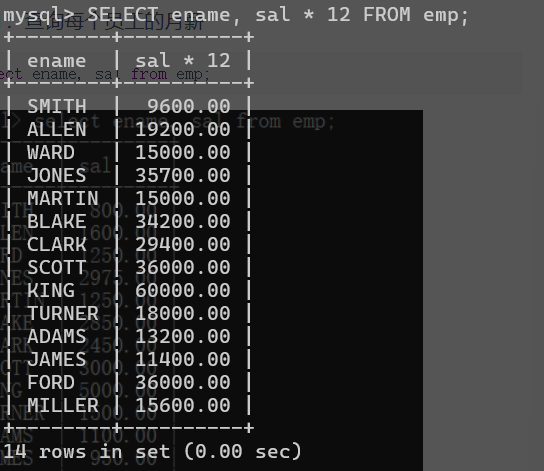 mysql> SELECT ename, sal * 12 FROM emp;
+--------+----------+
| ename  | sal * 12 |
+--------+----------+
| SMITH  |  9600.00 |
| ALLEN  | 19200.00 |
| WARD   | 15000.00 |
| JONES  | 35700.00 |
| MARTIN | 15000.00 |
| BLAKE  | 34200.00 |
| CLARK  | 29400.00 |
| SCOTT  | 36000.00 |
| KING   | 60000.00 |
| TURNER | 18000.00 |
| ADAMS  | 13200.00 |
| JAMES  | 11400.00 |
| FORD   | 36000.00 |
| MILLER | 15600.00 |
+--------+----------+
14 rows in set (0.00 sec)